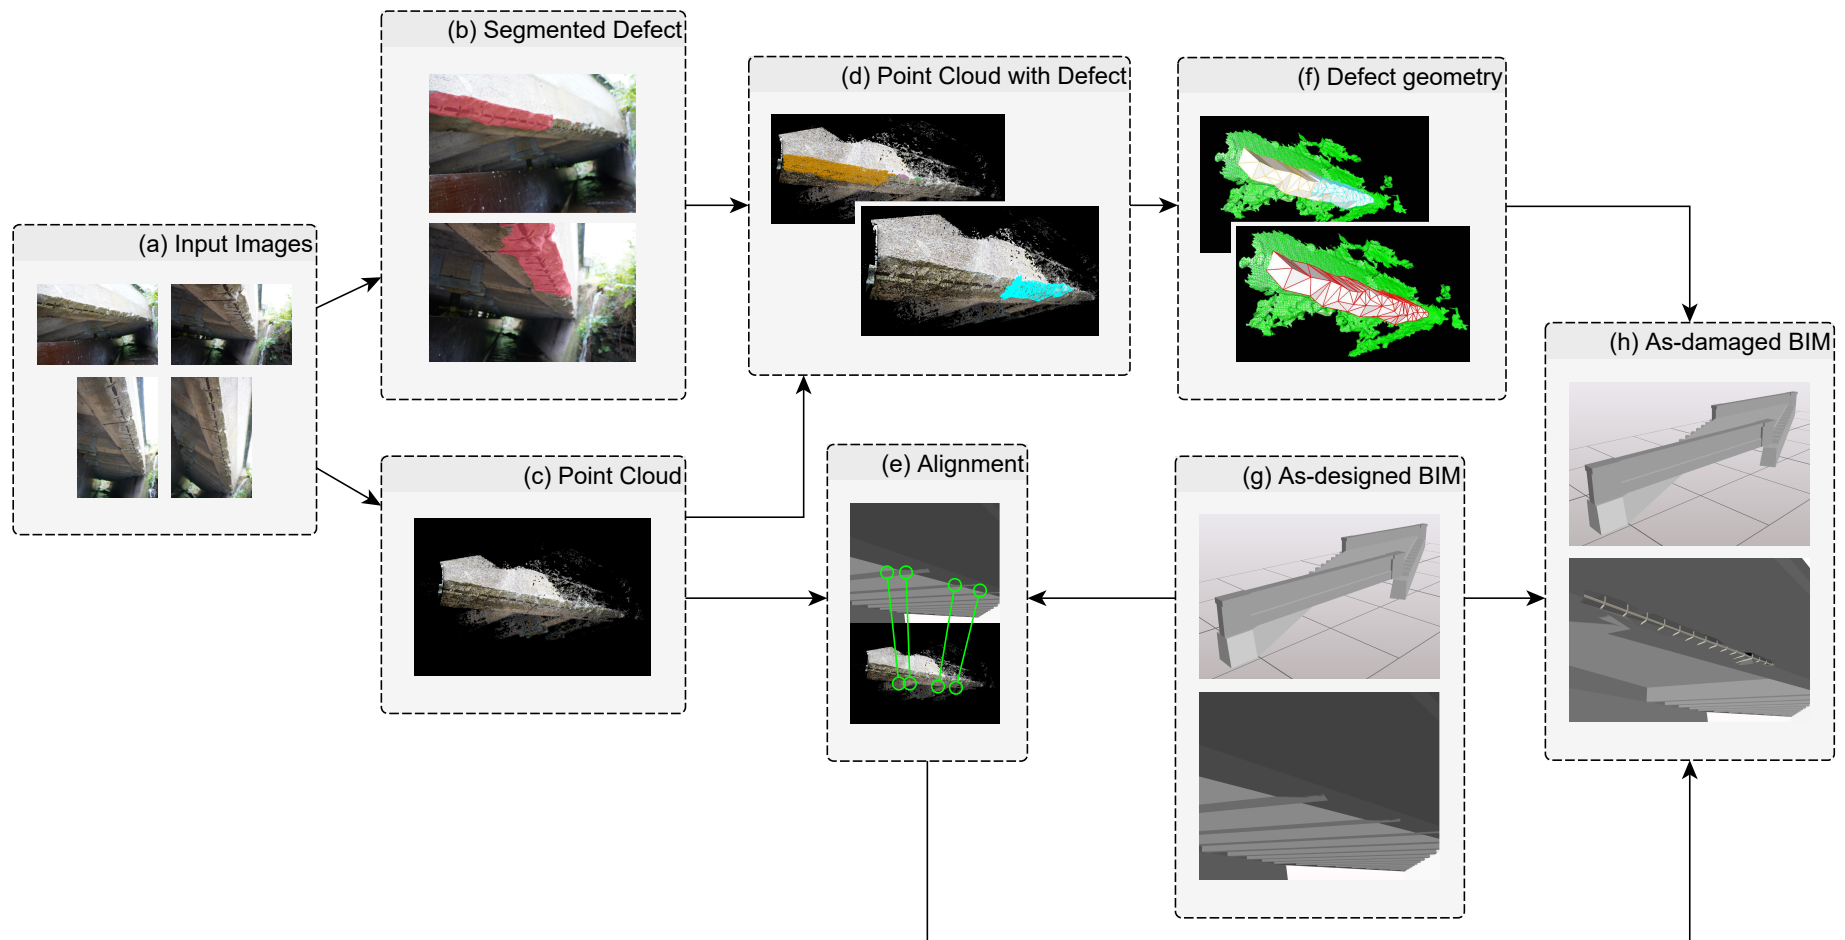 (a) Input Images
(b) Segmented Defect
(c) Point Cloud
(d) Point Cloud with Defect
(e) Alignment
(f) Defect geometry
(g) As-designed BIM
(h) As-damaged BIM